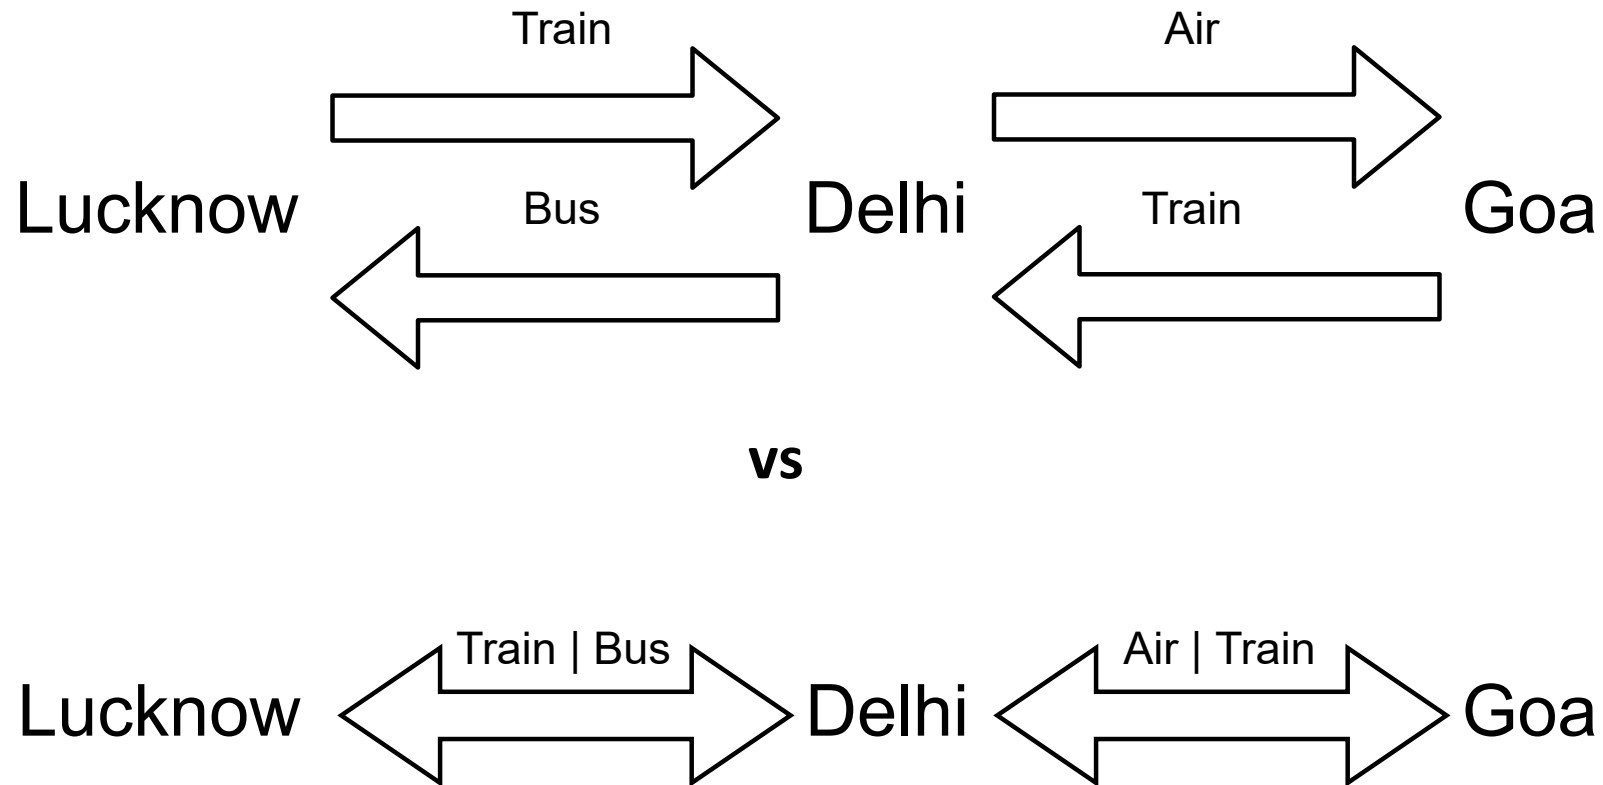 Train Air
Lucknow Bus Delhi Train Goa
vs
Train | Bus Air | Train
Lucknow Delhi Goa